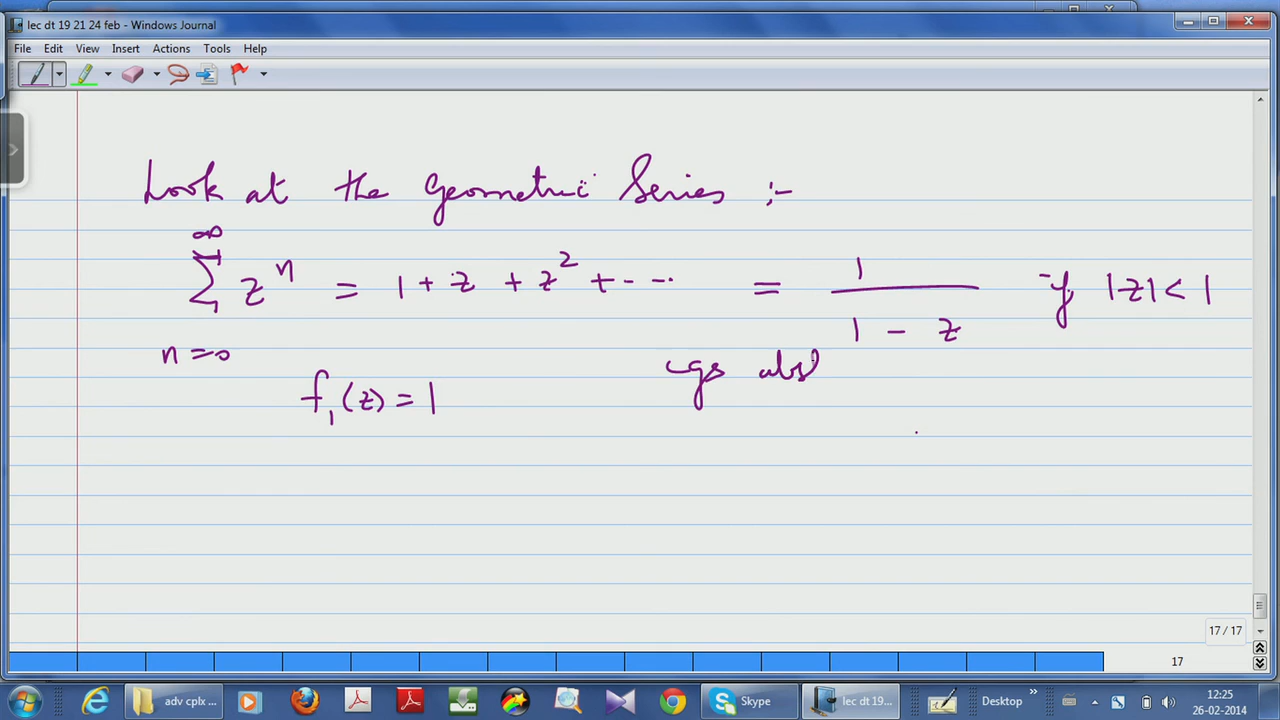 lec dt 19 21 24 feb - Windows Journal
File Edit View Insert Actions Tools Help
Look at the Geometric Series :-
∞
∑ z^n = 1 + z + z^2 + - - ... = 1 / (1 - z) if |z| < 1
n = 0
cgs abs
f_1(z) = 1
17 / 17
17
adv cplx ...
Skype
lec dt 19...
Desktop
12:25
26-02-2014